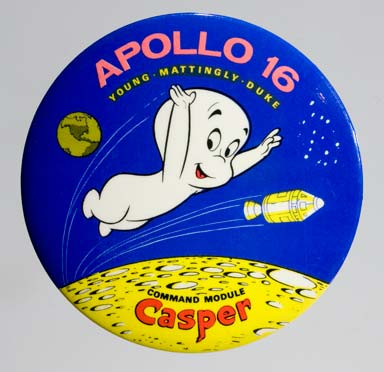 APOLLO 16
YOUNG · MATTINGLY · DUKE
COMMAND MODULE
Casper